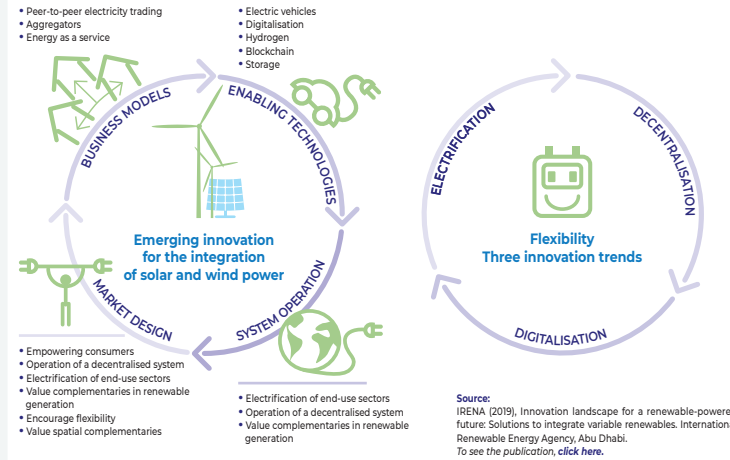 • Peer-to-peer electricity trading
• Aggregators
• Energy as a service
• Electric vehicles
• Digitalisation
• Hydrogen
• Blockchain
• Storage
BUSINESS MODELS
ENABLING TECHNOLOGIES
Emerging innovation
for the integration
of solar and wind power
MARKET DESIGN
SYSTEM OPERATION
• Empowering consumers
• Operation of a decentralised system
• Electrification of end-use sectors
• Value complementaries in renewable
generation
• Encourage flexibility
• Value spatial complementaries
• Electrification of end-use sectors
• Operation of a decentralised system
• Value complementaries in renewable
generation
ELECTRIFICATION
DECENTRALISATION
Flexibility
Three innovation trends
DIGITALISATION
Source:
IRENA (2019), Innovation landscape for a renewable-powere
future: Solutions to integrate variable renewables. Internation
Renewable Energy Agency, Abu Dhabi.
To see the publication, click here.